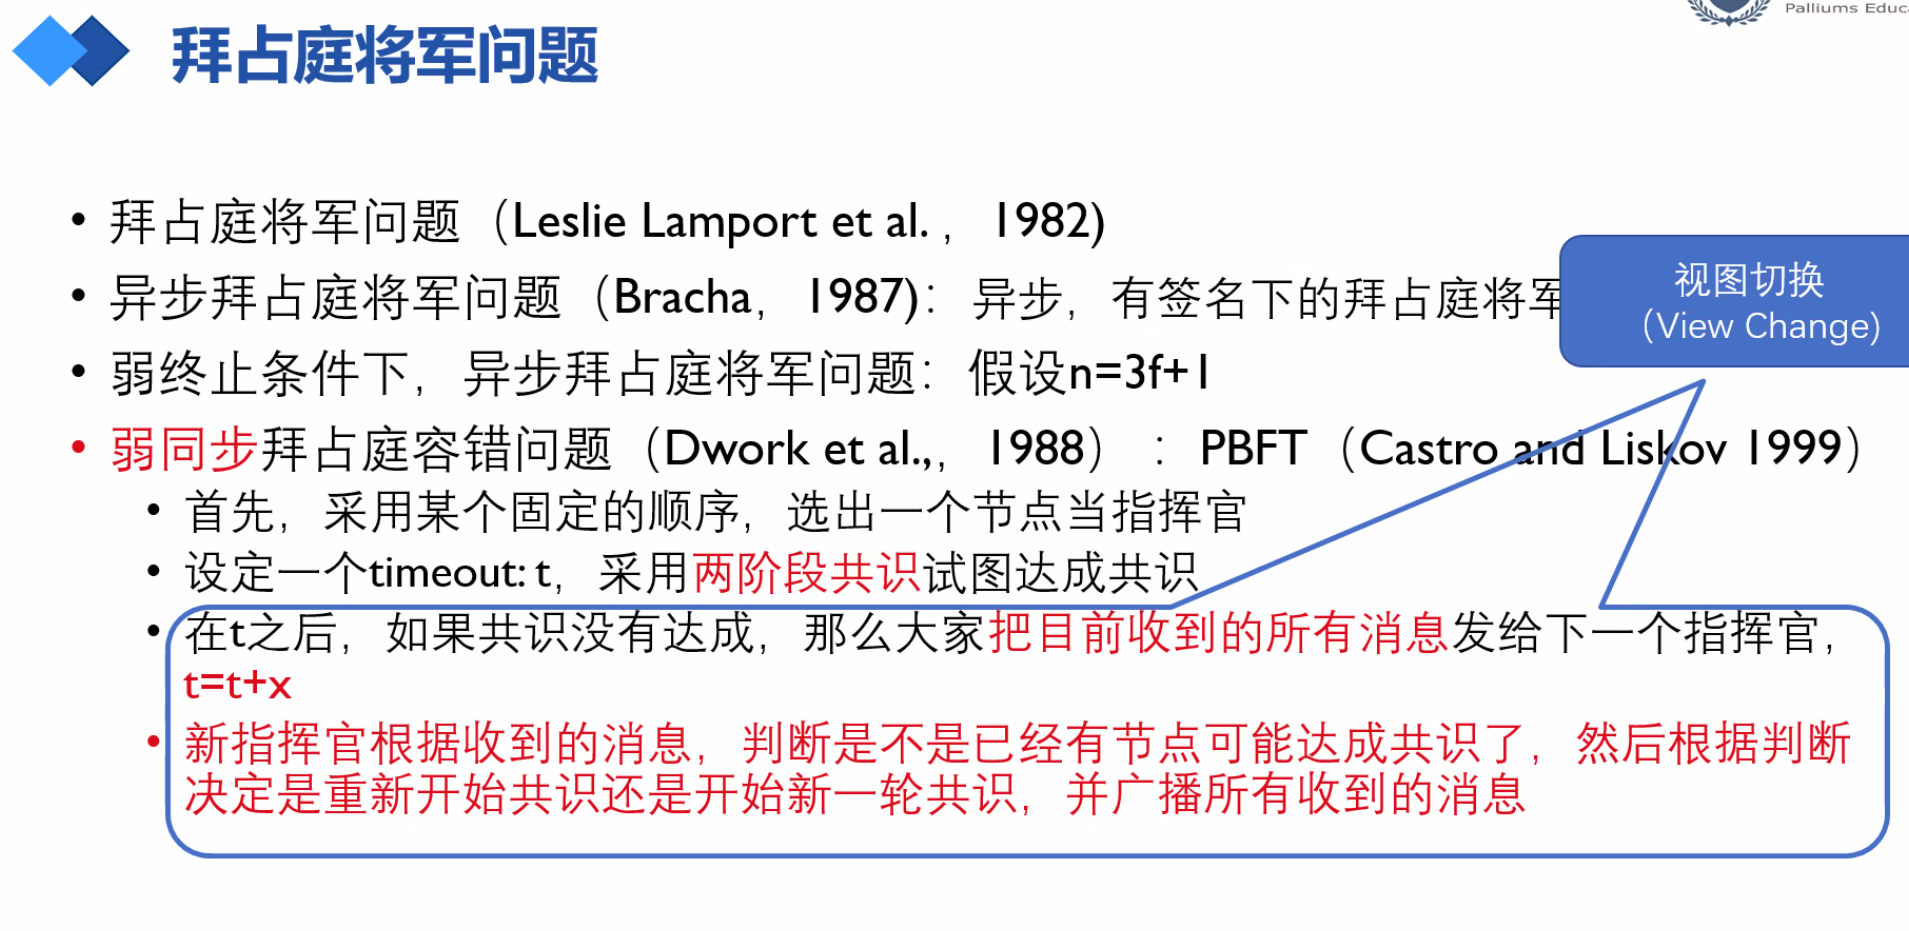 Palliums Educ
拜占庭将军问题
• 拜占庭将军问题（Leslie Lamport et al.， 1982)
• 异步拜占庭将军问题（Bracha， 1987)：异步，有签名下的拜占庭将军
视图切换
（View Change)
• 弱终止条件下，异步拜占庭将军问题：假设n=3f+1
• 弱同步拜占庭容错问题（Dwork et al.,， 1988）：PBFT（Castro and Liskov 1999）
• 首先，采用某个固定的顺序，选出一个节点当指挥官
• 设定一个timeout: t，采用两阶段共识试图达成共识
• 在t之后，如果共识没有达成，那么大家把目前收到的所有消息发给下一个指挥官，
t=t+x
• 新指挥官根据收到的消息，判断是不是已经有节点可能达成共识了，然后根据判断
决定是重新开始共识还是开始新一轮共识，并广播所有收到的消息